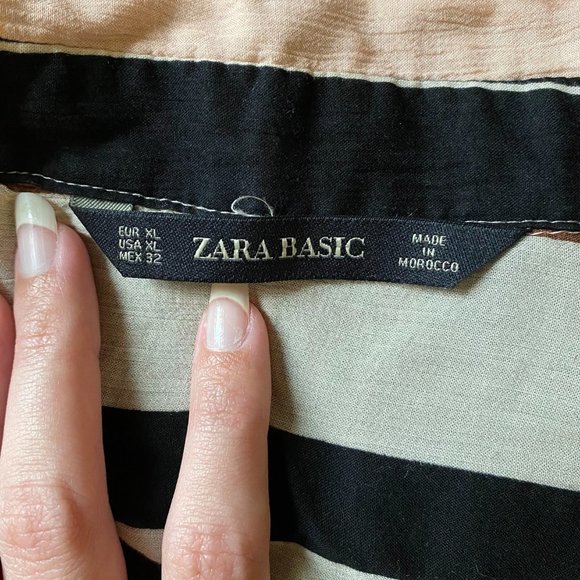 EUR XL
USA XL
MEX 32
ZARA BASIC
MADE
IN
MOROCCO